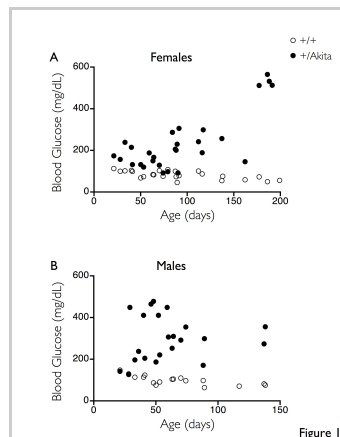 +/+
+/Akita
A
Females
600
400
200
0
Blood Glucose (mg/dL)
0 50 100 150 200
Age (days)
B
Males
600
400
200
0
Blood Glucose (mg/dL)
0 50 100 150
Age (days)
Figure 1